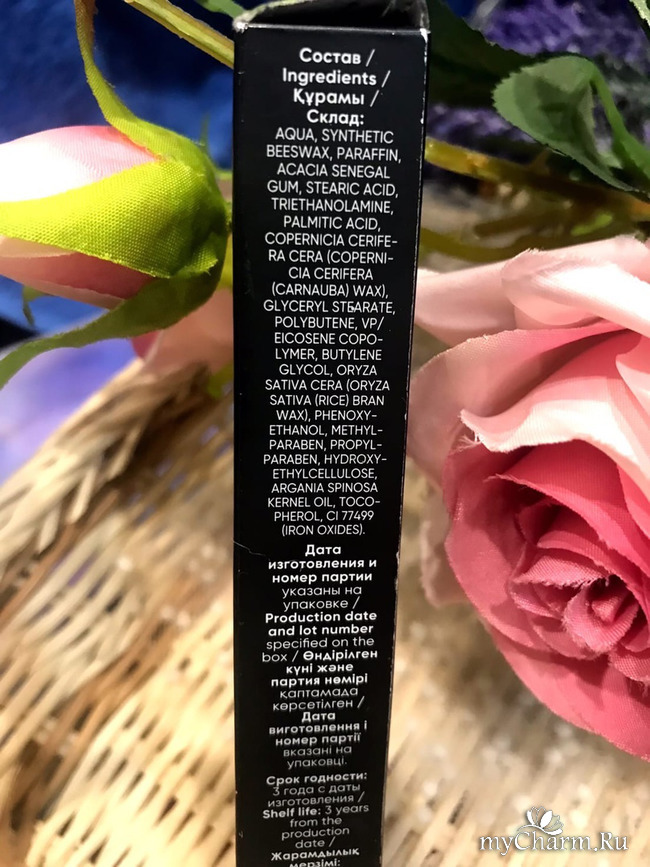 Состав /
Ingredients /
Құрамы /
Склад:
AQUA, SYNTHETIC
BEESWAX, PARAFFIN,
ACACIA SENEGAL
GUM, STEARIC ACID,
TRIETHANOLAMINE,
PALMITIC ACID,
COPERNICIA CERIFE-
RA CERA (COPERNI-
CIA CERIFERA
(CARNAUBA) WAX),
GLYCERYL STEARATE,
POLYBUTENE, VP/
EICOSENE COPO-
LYMER, BUTYLENE
GLYCOL, ORYZA
SATIVA CERA (ORYZA
SATIVA (RICE) BRAN
WAX), PHENOXY-
ETHANOL, METHYL-
PARABEN, PROPYL-
PARABEN, HYDROXY-
ETHYLCELLULOSE,
ARGANIA SPINOSA
KERNEL OIL, TOCO-
PHEROL, CI 77499
(IRON OXIDES).
Дата
изготовления и
номер партии
указаны на
упаковке /
Production date
and lot number
specified on the
box / Өндірілген
күні және
партия нөмірі
қаптамада
көрсетілген /
Дата
виготовлення і
номер партії
вказані на
упаковці.
Срок годности:
3 года с даты
изготовления /
Shelf life: 3 years
from the
production
date / Жарамдылық
мерзімі:
myCharm.Ru